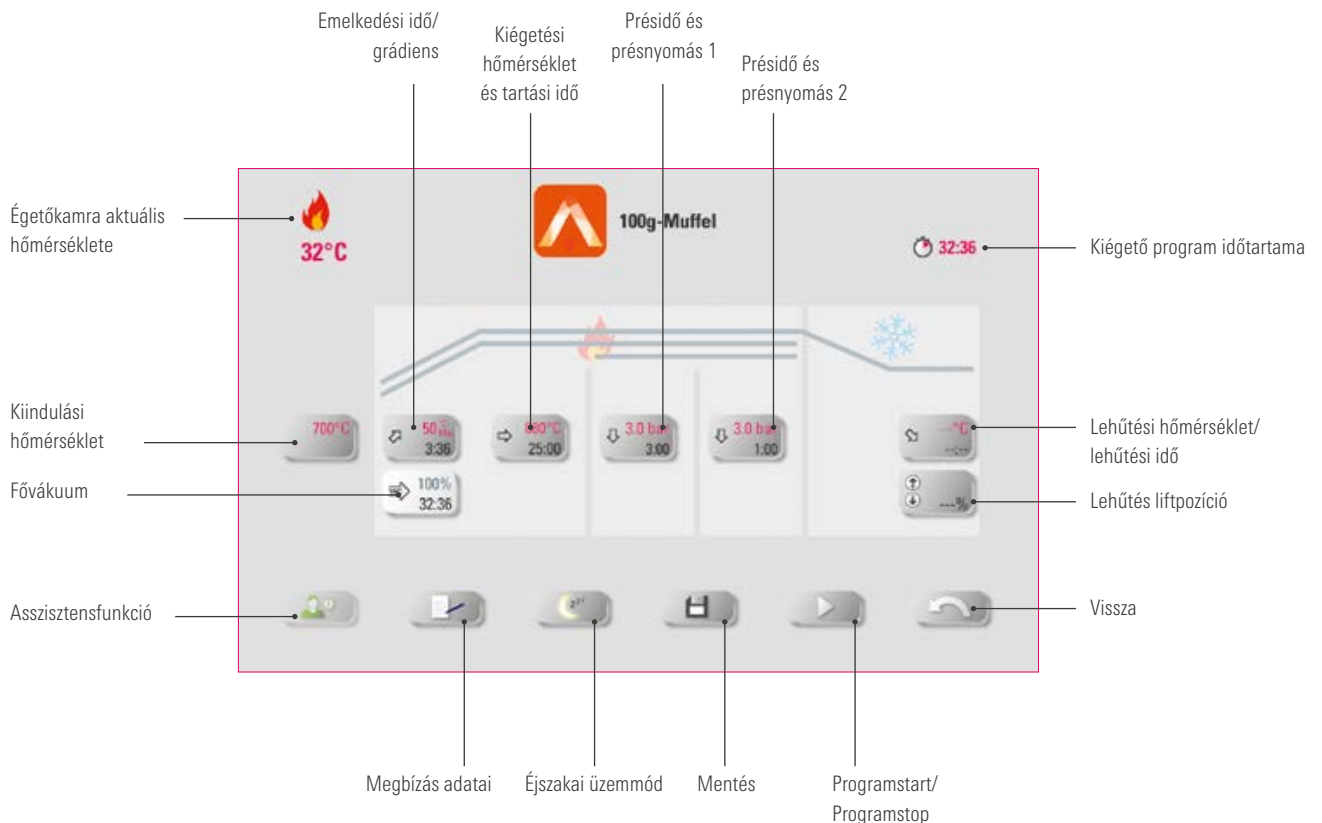 Emelkedési idő/
grádiens
Kiégetési
hőmérséklet
és tartási idő
Présidő és
présnyomás 1
Présidő és
présnyomás 2
Égetőkamra aktuális
hőmérséklete
32°C
100g-Muffel
32:36
Kiégető program időtartama
Kiindulási
hőmérséklet
700°C
50
3:36
°C
25:00
3.0 bar
3:00
3.0 bar
1:00
---°C
--:--
Lehűtési hőmérséklet/
lehűtési idő
Fővákuum
100%
32:36
---%
Lehűtés liftpozíció
Asszisztensfunkció
Vissza
Megbízás adatai
Éjszakai üzemmód
Mentés
Programstart/
Programstop